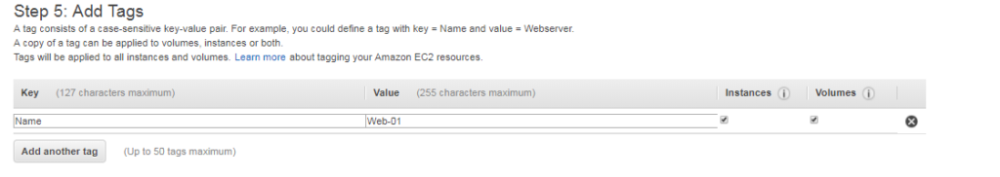 Step 5: Add Tags
A tag consists of a case-sensitive key-value pair. For example, you could define a tag with key = Name and value = Webserver.
A copy of a tag can be applied to volumes, instances or both.
Tags will be applied to all instances and volumes. Learn more about tagging your Amazon EC2 resources.
Key (127 characters maximum) Value (255 characters maximum) Instances i Volumes i
Name Web-01
Add another tag (Up to 50 tags maximum)